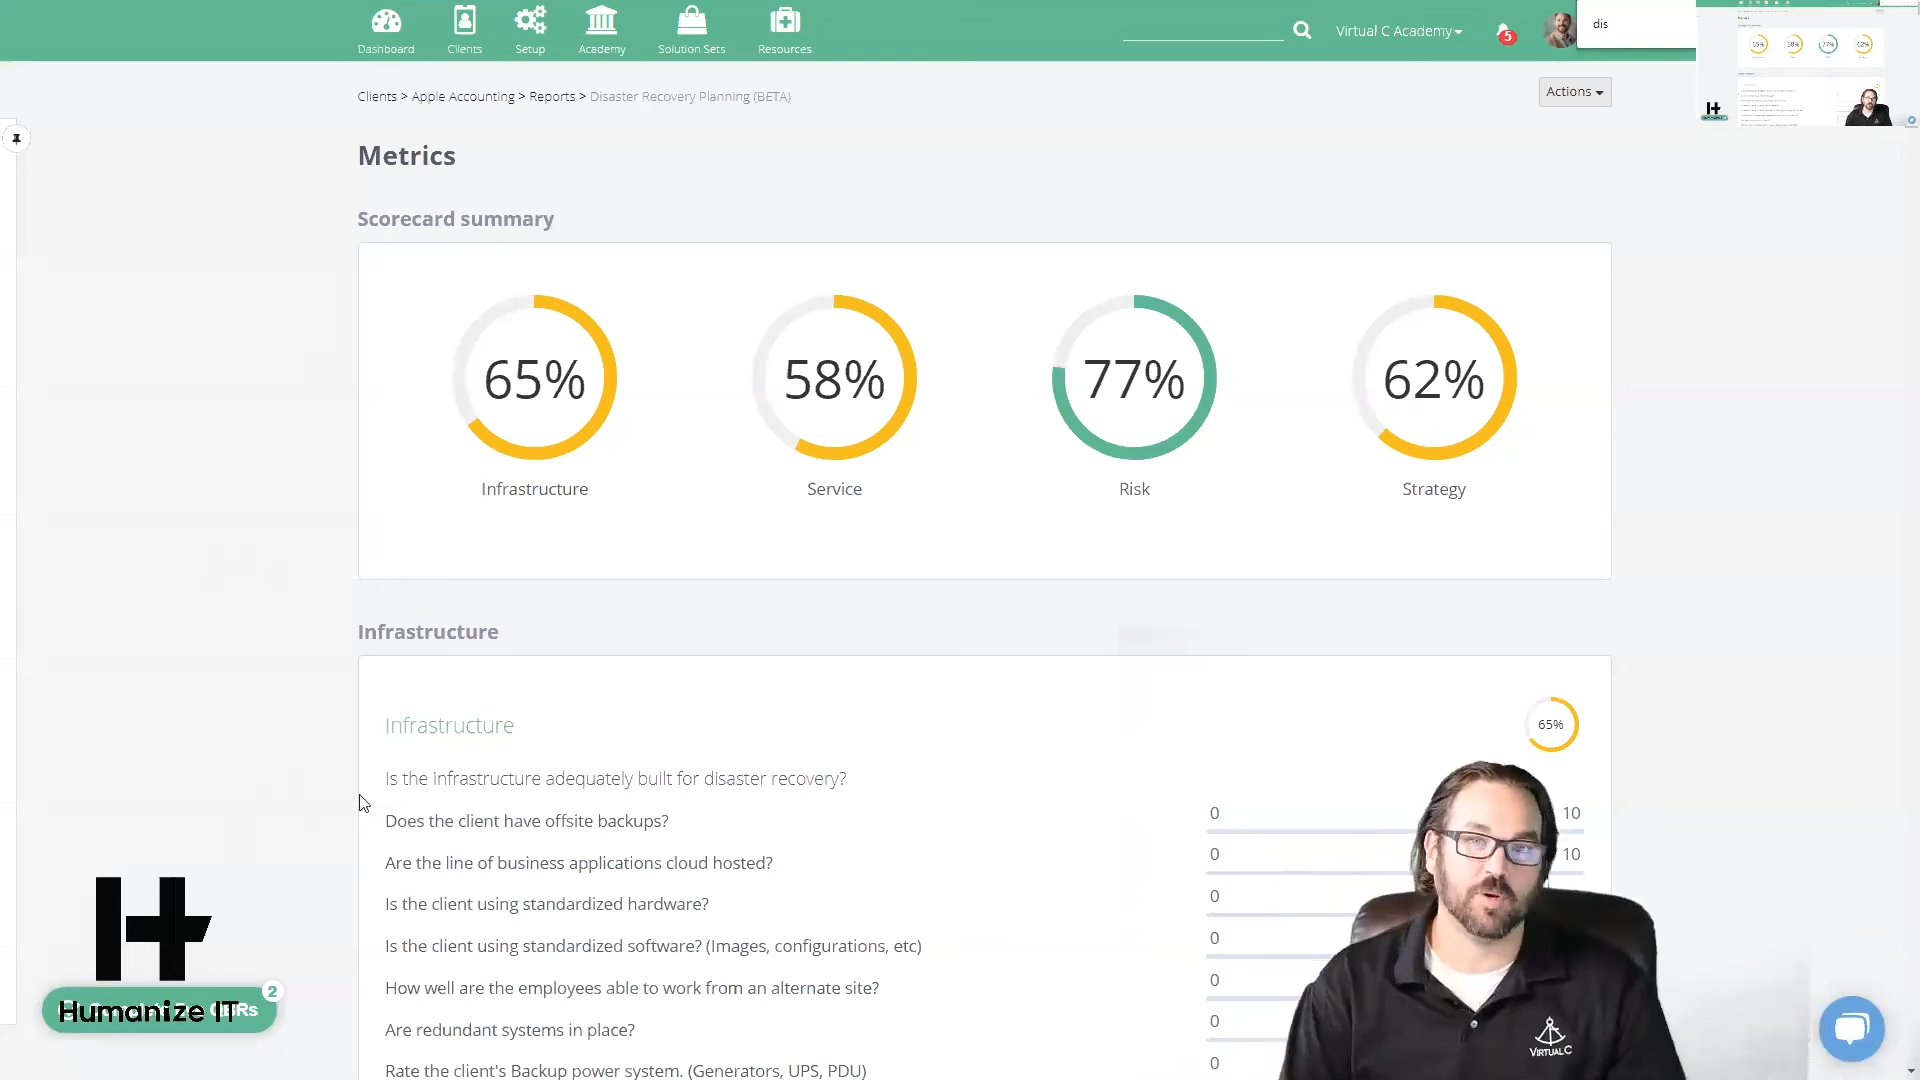 Dashboard
Clients
Setup
Academy
Solution Sets
Resources
Virtual C Academy
5
dis
Clients > Apple Accounting > Reports > Disaster Recovery Planning (BETA)
Actions
Metrics
Scorecard summary
65%
58%
77%
62%
Infrastructure
Service
Risk
Strategy
Infrastructure
Infrastructure
65%
Is the infrastructure adequately built for disaster recovery?
Does the client have offsite backups?
0
10
Are the line of business applications cloud hosted?
0
10
Is the client using standardized hardware?
0
Is the client using standardized software? (Images, configurations, etc)
0
How well are the employees able to work from an alternate site?
0
Are redundant systems in place?
0
Rate the client's Backup power system. (Generators, UPS, PDU)
0
2
Humanize IT
VIRTUALC